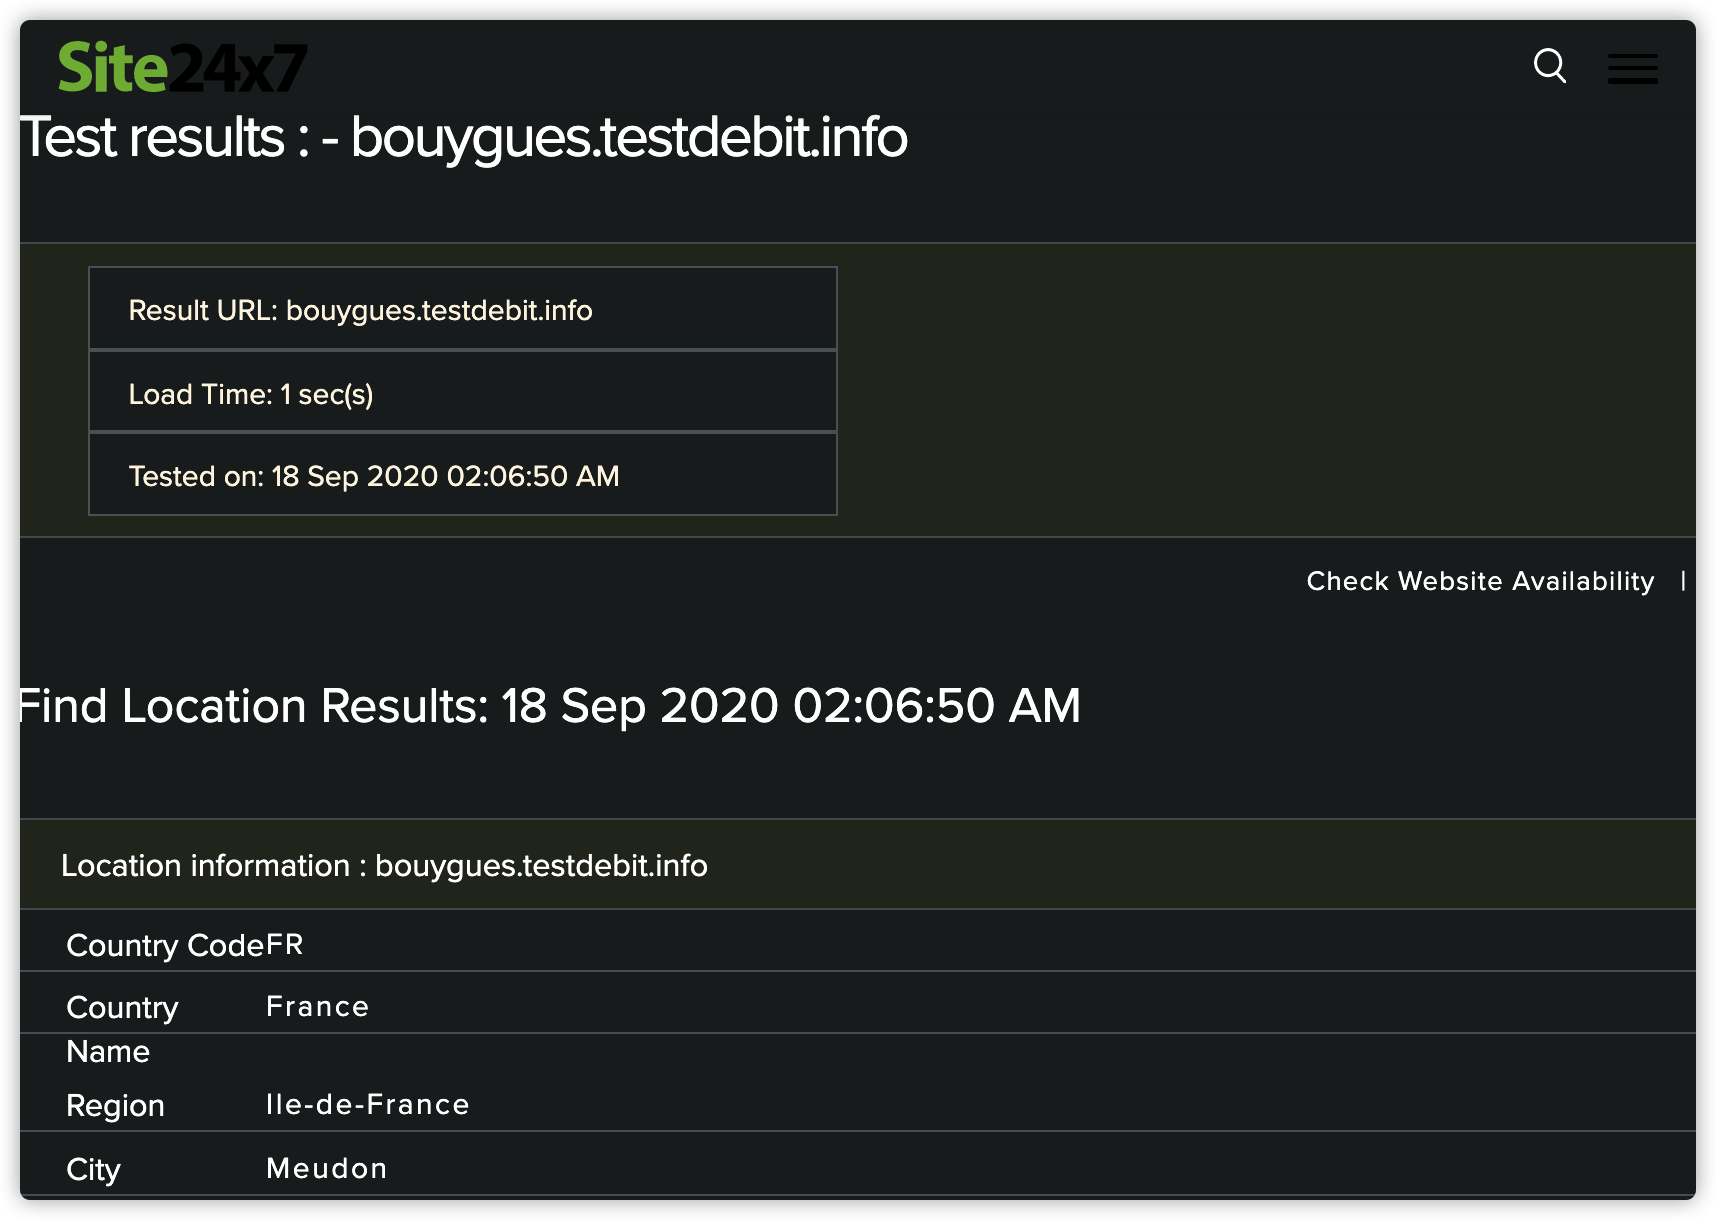 Site24x7
Test results : - bouygues.testdebit.info
Result URL: bouygues.testdebit.info
Load Time: 1 sec(s)
Tested on: 18 Sep 2020 02:06:50 AM
Check Website Availability |
Find Location Results: 18 Sep 2020 02:06:50 AM
Location information : bouygues.testdebit.info
Country Code FR
Country France
Name
Region Ile-de-France
City Meudon